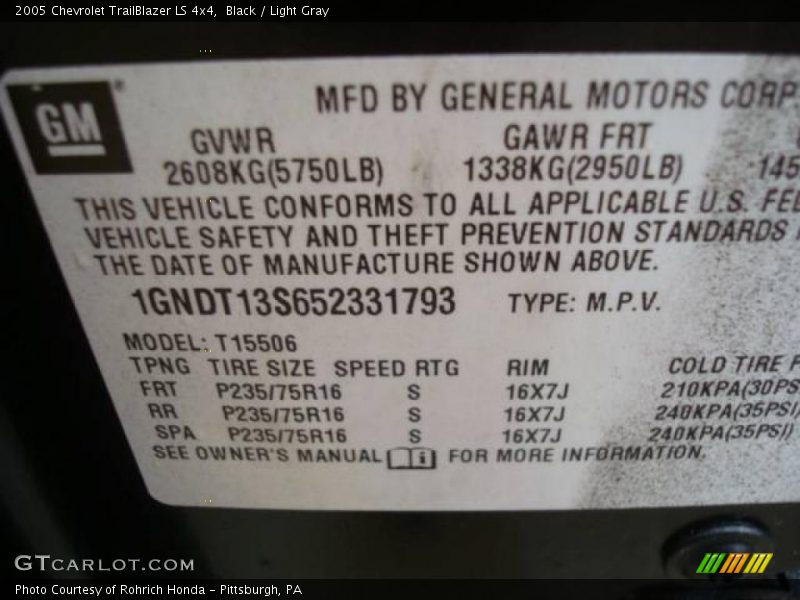 2005 Chevrolet TrailBlazer LS 4x4, Black / Light Gray
GM ®
MFD BY GENERAL MOTORS CORP
GVWR GAWR FRT
2608KG(5750LB) 1338KG(2950LB) 145
THIS VEHICLE CONFORMS TO ALL APPLICABLE U.S. FE
VEHICLE SAFETY AND THEFT PREVENTION STANDARDS
THE DATE OF MANUFACTURE SHOWN ABOVE.
1GNDT13S652331793 TYPE: M.P.V.
MODEL: T15506
TPNG TIRE SIZE SPEED RTG RIM COLD TIRE P
FRT P235/75R16 S 16X7J 210KPA(30PS
RR P235/75R16 S 16X7J 240KPA(35PSI)
SPA P235/75R16 S 16X7J 240KPA(35PSI)
SEE OWNER'S MANUAL i FOR MORE INFORMATION.
GTCARLOT.COM
Photo Courtesy of Rohrich Honda - Pittsburgh, PA